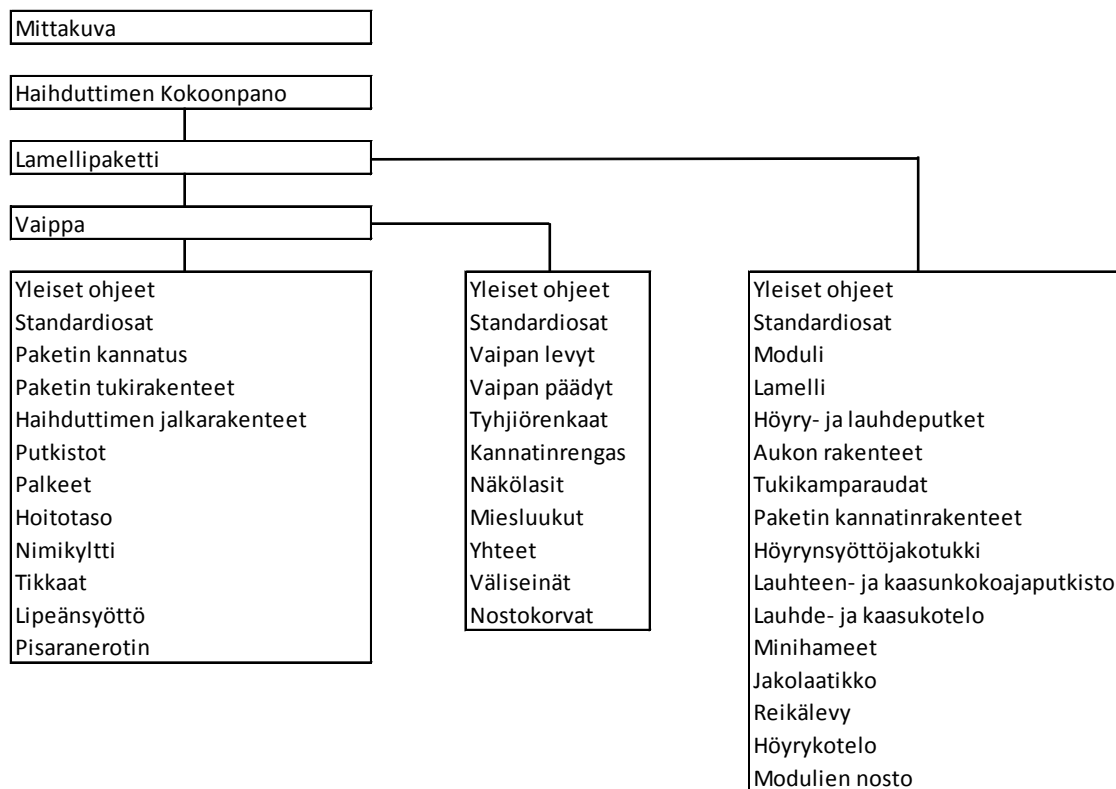 Mittakuva
Haihduttimen Kokoonpano
Lamellipaketti
Vaippa
Yleiset ohjeet
Standardiosat
Paketin kannatus
Paketin tukirakenteet
Haihduttimen jalkarakenteet
Putkistot
Palkeet
Hoitotaso
Nimikyltti
Tikkaat
Lipeänsyöttö
Pisaranerotin
Yleiset ohjeet
Standardiosat
Vaipan levyt
Vaipan päädyt
Tyhjiörenkaat
Kannatinrengas
Näkölasit
Miesluukut
Yhteet
Väliseinät
Nostokorvat
Yleiset ohjeet
Standardiosat
Moduli
Lamelli
Höyry- ja lauhdeputket
Aukon rakenteet
Tukikamparaudat
Paketin kannatinrakenteet
Höyrynsyöttöjakotukki
Lauhteen- ja kaasunkokoajaputkisto
Lauhde- ja kaasukotelo
Minihameet
Jakolaatikko
Reikälevy
Höyrykotelo
Modulien nosto